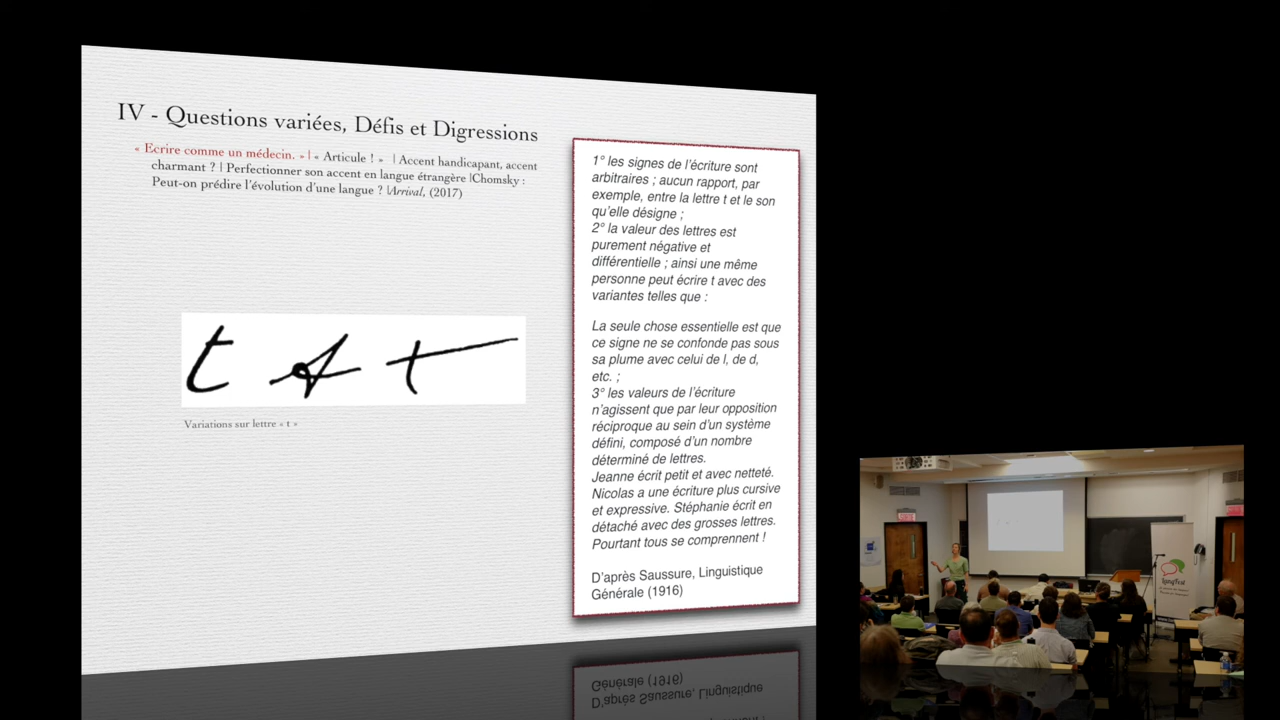 IV - Questions variées, Défis et Digressions
« Ecrire comme un médecin. » | « Articule ! » | Accent handicapant, accent
charmant ? | Perfectionner son accent en langue étrangère |Chomsky :
Peut-on prédire l'évolution d'une langue ? |Arrival, (2017)
t t t
Variations sur lettre « t »
1° les signes de l'écriture sont
arbitraires ; aucun rapport, par
exemple, entre la lettre t et le son
qu'elle désigne ;
2° la valeur des lettres est
purement négative et
différentielle ; ainsi une même
personne peut écrire t avec des
variantes telles que :
La seule chose essentielle est que
ce signe ne se confonde pas sous
sa plume avec celui de l, de d,
etc. ;
3° les valeurs de l'écriture
n'agissent que par leur opposition
réciproque au sein d'un système
défini, composé d'un nombre
déterminé de lettres.
Jeanne écrit petit et avec netteté.
Nicolas a une écriture plus cursive
et expressive. Stéphanie écrit en
détaché avec des grosses lettres.
Pourtant tous se comprennent !
D'après Saussure, Linguistique
Générale (1916)
LangFest